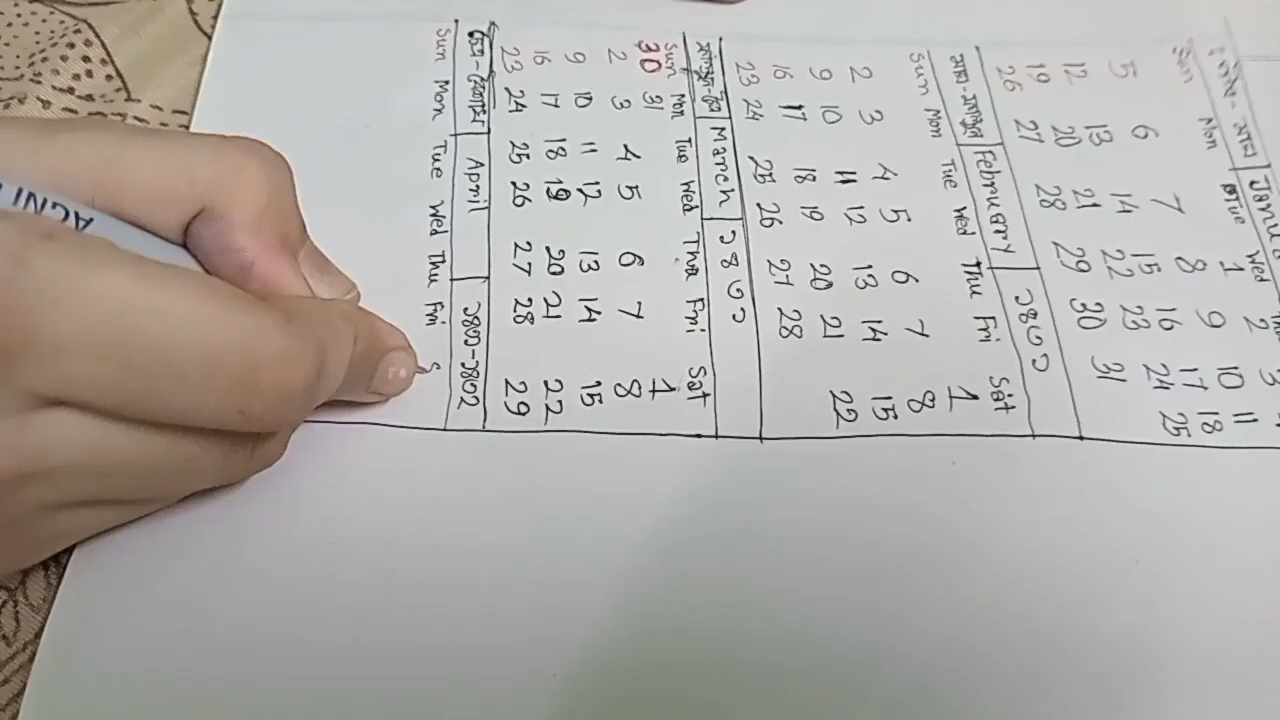 পৌষ-মাঘ Janu
Sun Mon Tue Wed
1 2 3
5 6 7 8 9 10 11
12 13 14 15 16 17 18
19 20 21 22 23 24 25
26 27 28 29 30 31
মাঘ-ফাল্গুন February ১৪৩১
Sun Mon Tue Wed Thu Fri Sat
1
2 3 4 5 6 7 8
9 10 11 12 13 14 15
16 17 18 19 20 21 22
23 24 25 26 27 28
ফাল্গুন-চৈত্র March ১৪৩১
Sun Mon Tue Wed Thu Fri Sat
30 31 1
2 3 4 5 6 7 8
9 10 11 12 13 14 15
16 17 18 19 20 21 22
23 24 25 26 27 28 29
চৈত্র-বৈশাখ April ১৪৩১-১৪৩২
Sun Mon Tue Wed Thu Fri S
AGNI